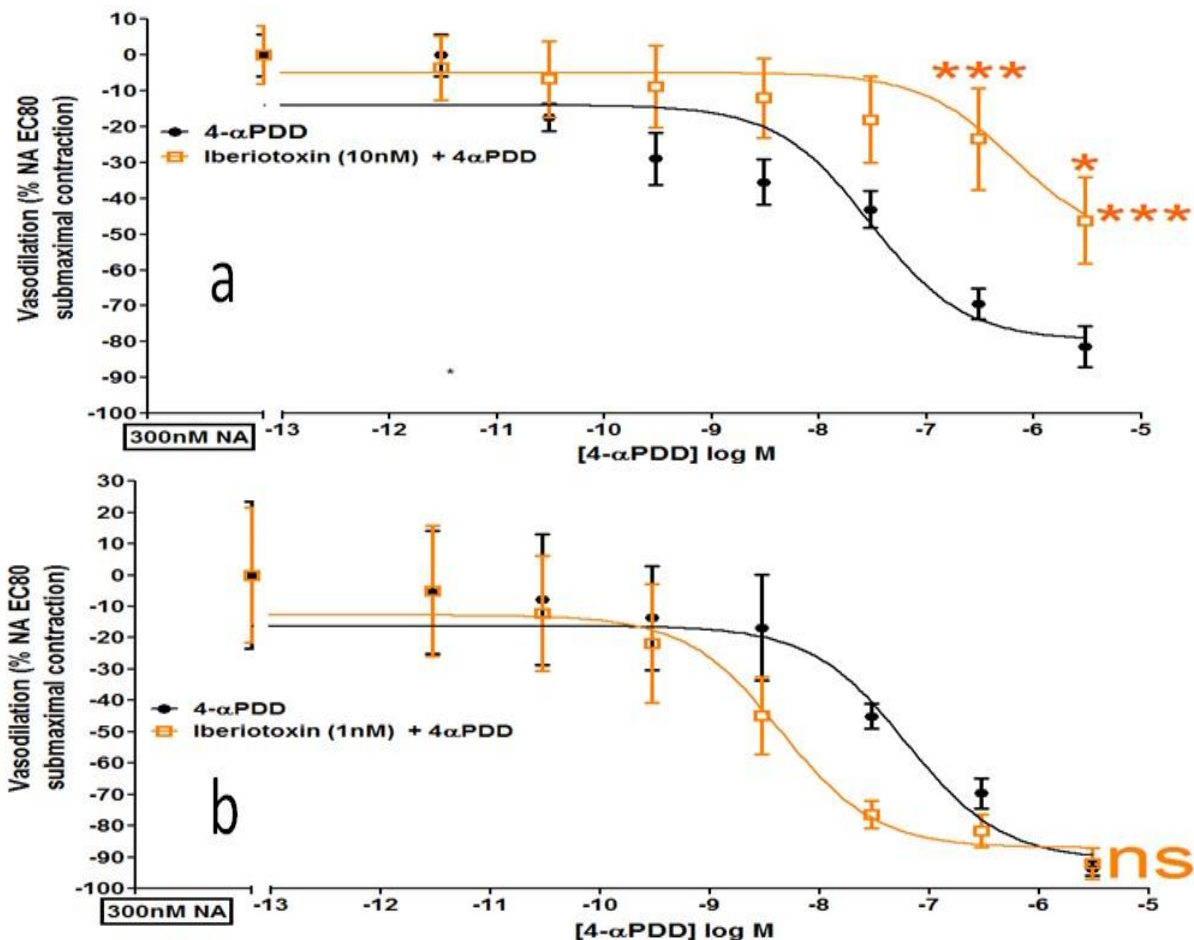 10
0
-10
-20
-30
-40
-50
-60
-70
-80
-90
-100
Vasodilation (% NA EC80
submaximal contraction)
4-αPDD
Iberiotoxin (10nM) + 4αPDD
a
***
*
***
*
300nM NA
-13 -12 -11 -10 -9 -8 -7 -6 -5
[4-αPDD] log M
30
20
10
0
-10
-20
-30
-40
-50
-60
-70
-80
-90
-100
Vasodilation (% NA EC80
submaximal contraction)
4-αPDD
Iberiotoxin (1nM) + 4αPDD
b
ns
300nM NA
-13 -12 -11 -10 -9 -8 -7 -6 -5
[4-αPDD] log M